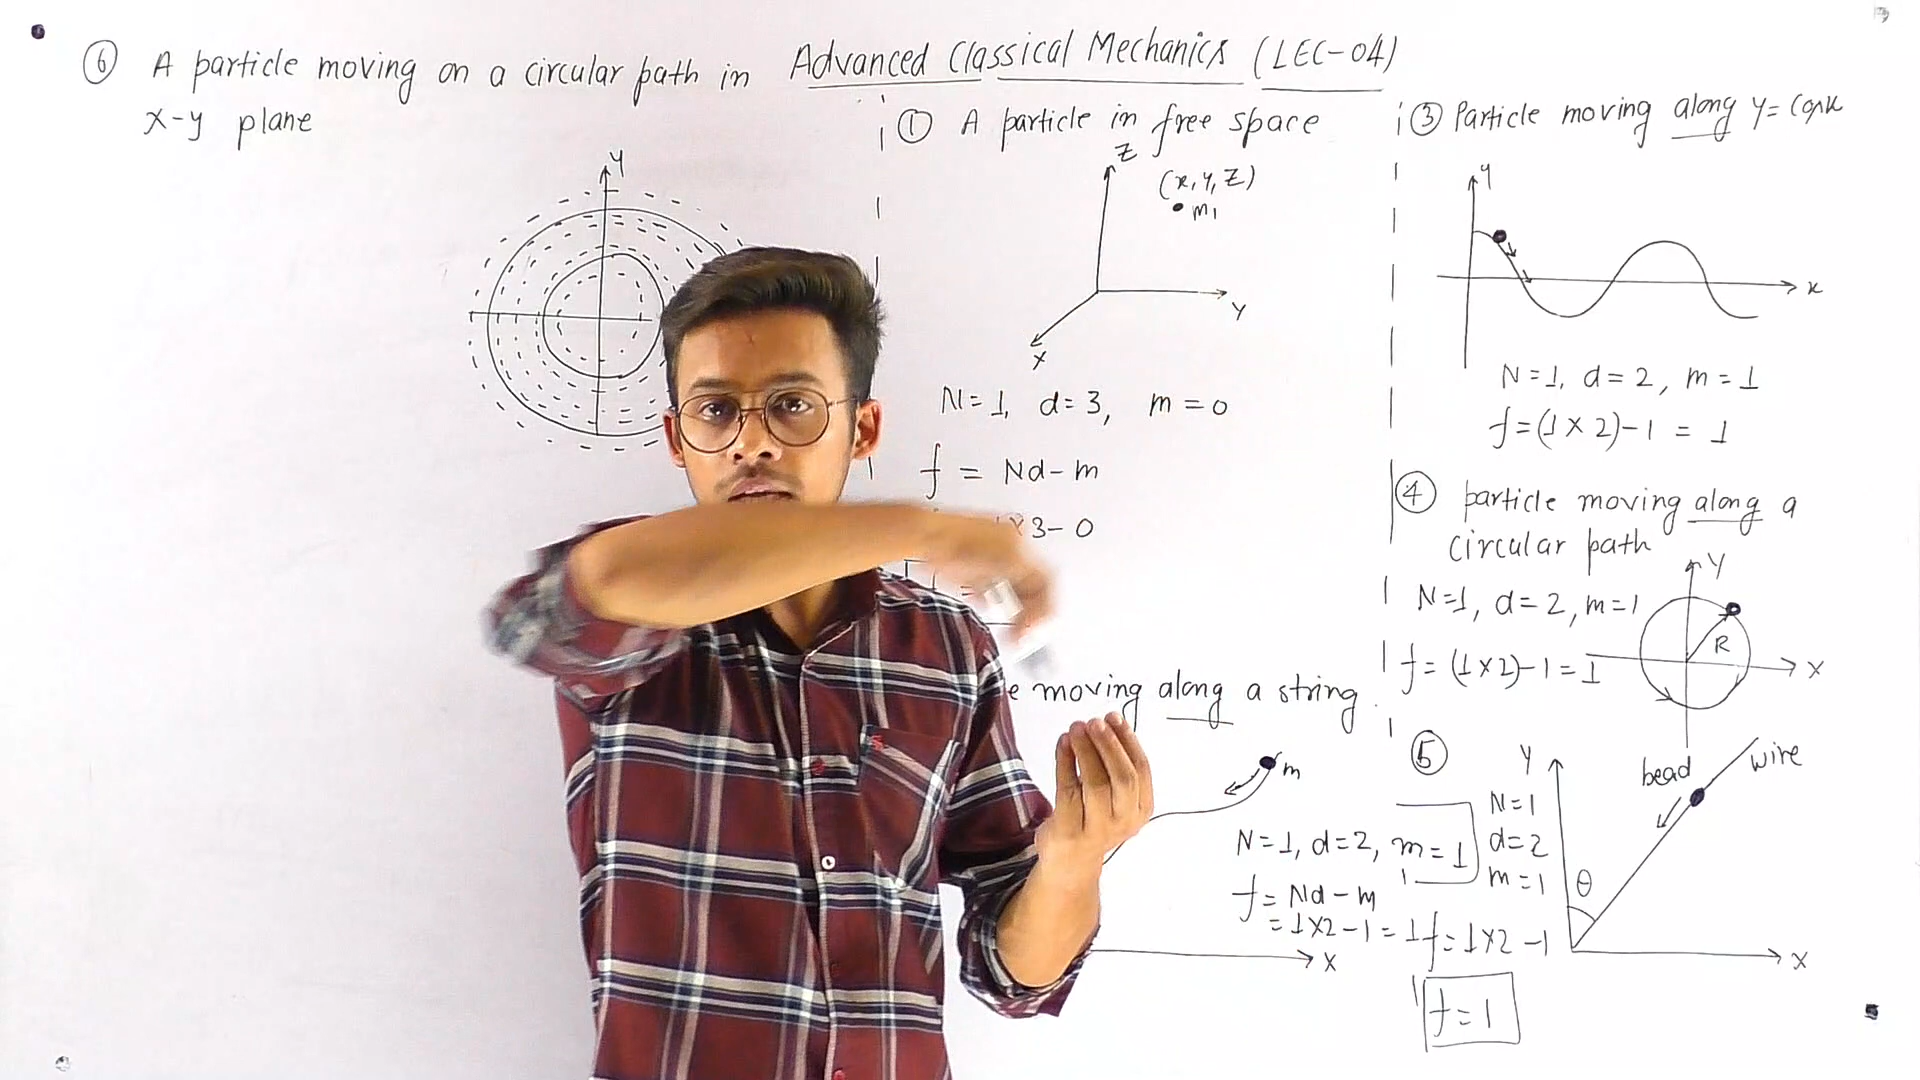 ⑥ A particle moving on a circular path in
x-y plane
Y
Advanced Classical Mechanics (LEC-04)
① A particle in free space
Z
(x, y, z)
m1
Y
X
N=1, d=3, m=0
f = Nd-m
×3-0
=
moving along a string
m
N=1, d=2, m=1
f= Nd-m
= 1×2-1=1
X
③ Particle moving along y=
y
x
N=1, d=2, m=1
f=(1×2)-1 = 1
④ particle moving along a
circular path
Y
N=1, d=2, m=1
R
f=(1×2)-1=1
X
⑤
Y
bead
wire
N=1
d=2
m=1
θ
f=1×2-1
X
f=1